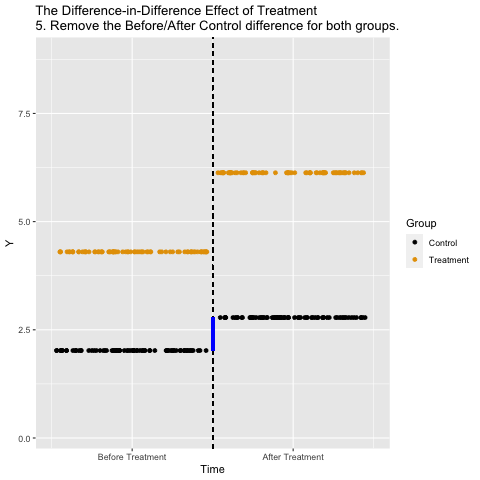 The Difference-in-Difference Effect of Treatment
5. Remove the Before/After Control difference for both groups.
Y
7.5
5.0
2.5
0.0
Before Treatment
After Treatment
Time
Group
Control
Treatment